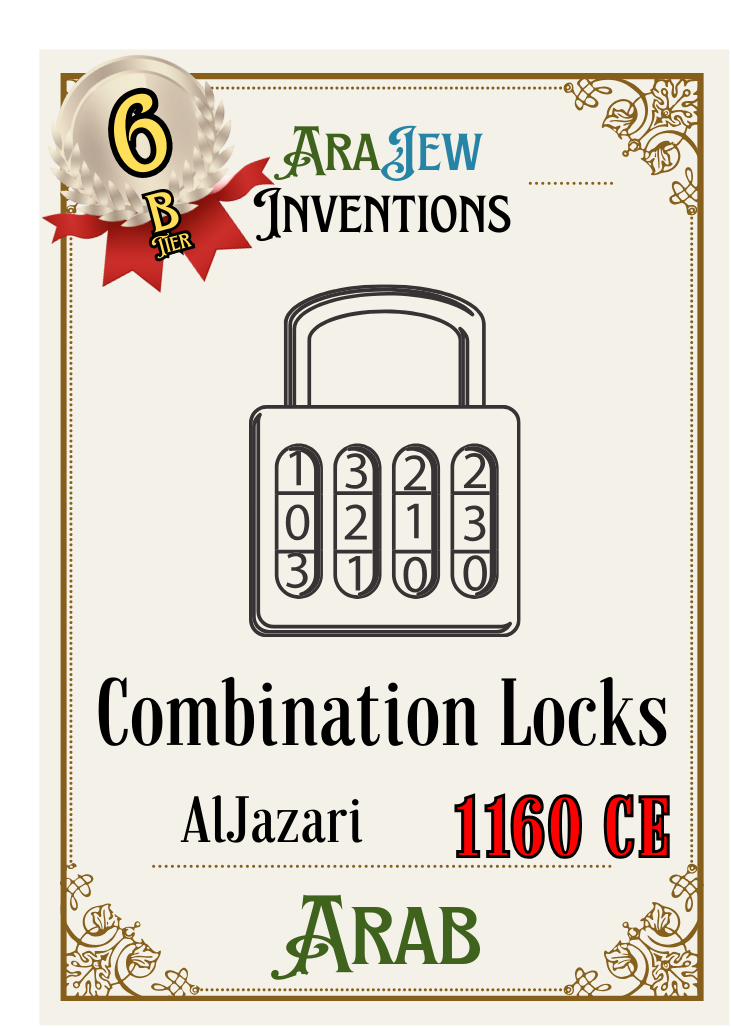 6
B
TIER
ARAJEW
INVENTIONS
1 3 2 2
0 2 1 3
3 1 0 0
Combination Locks
AlJazari 1160 CE
ARAB